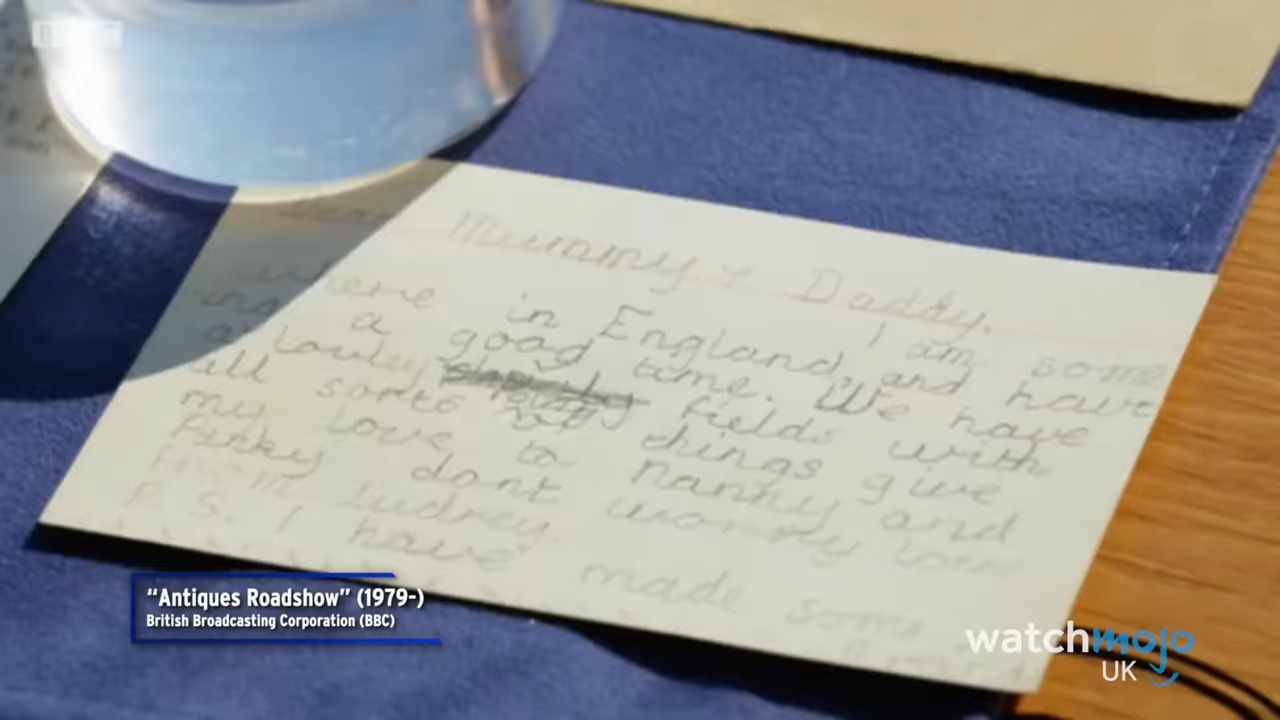 BBC
Dear Mummy & Daddy,
I am some
where in England, and have
a good time. We have
lovely fields with
all sorts of things give
my love to Nanny and
Pinky dont worry love
from Audrey.
P.S. I have made some
"Antiques Roadshow" (1979-)
British Broadcasting Corporation (BBC)
watchmojo
UK